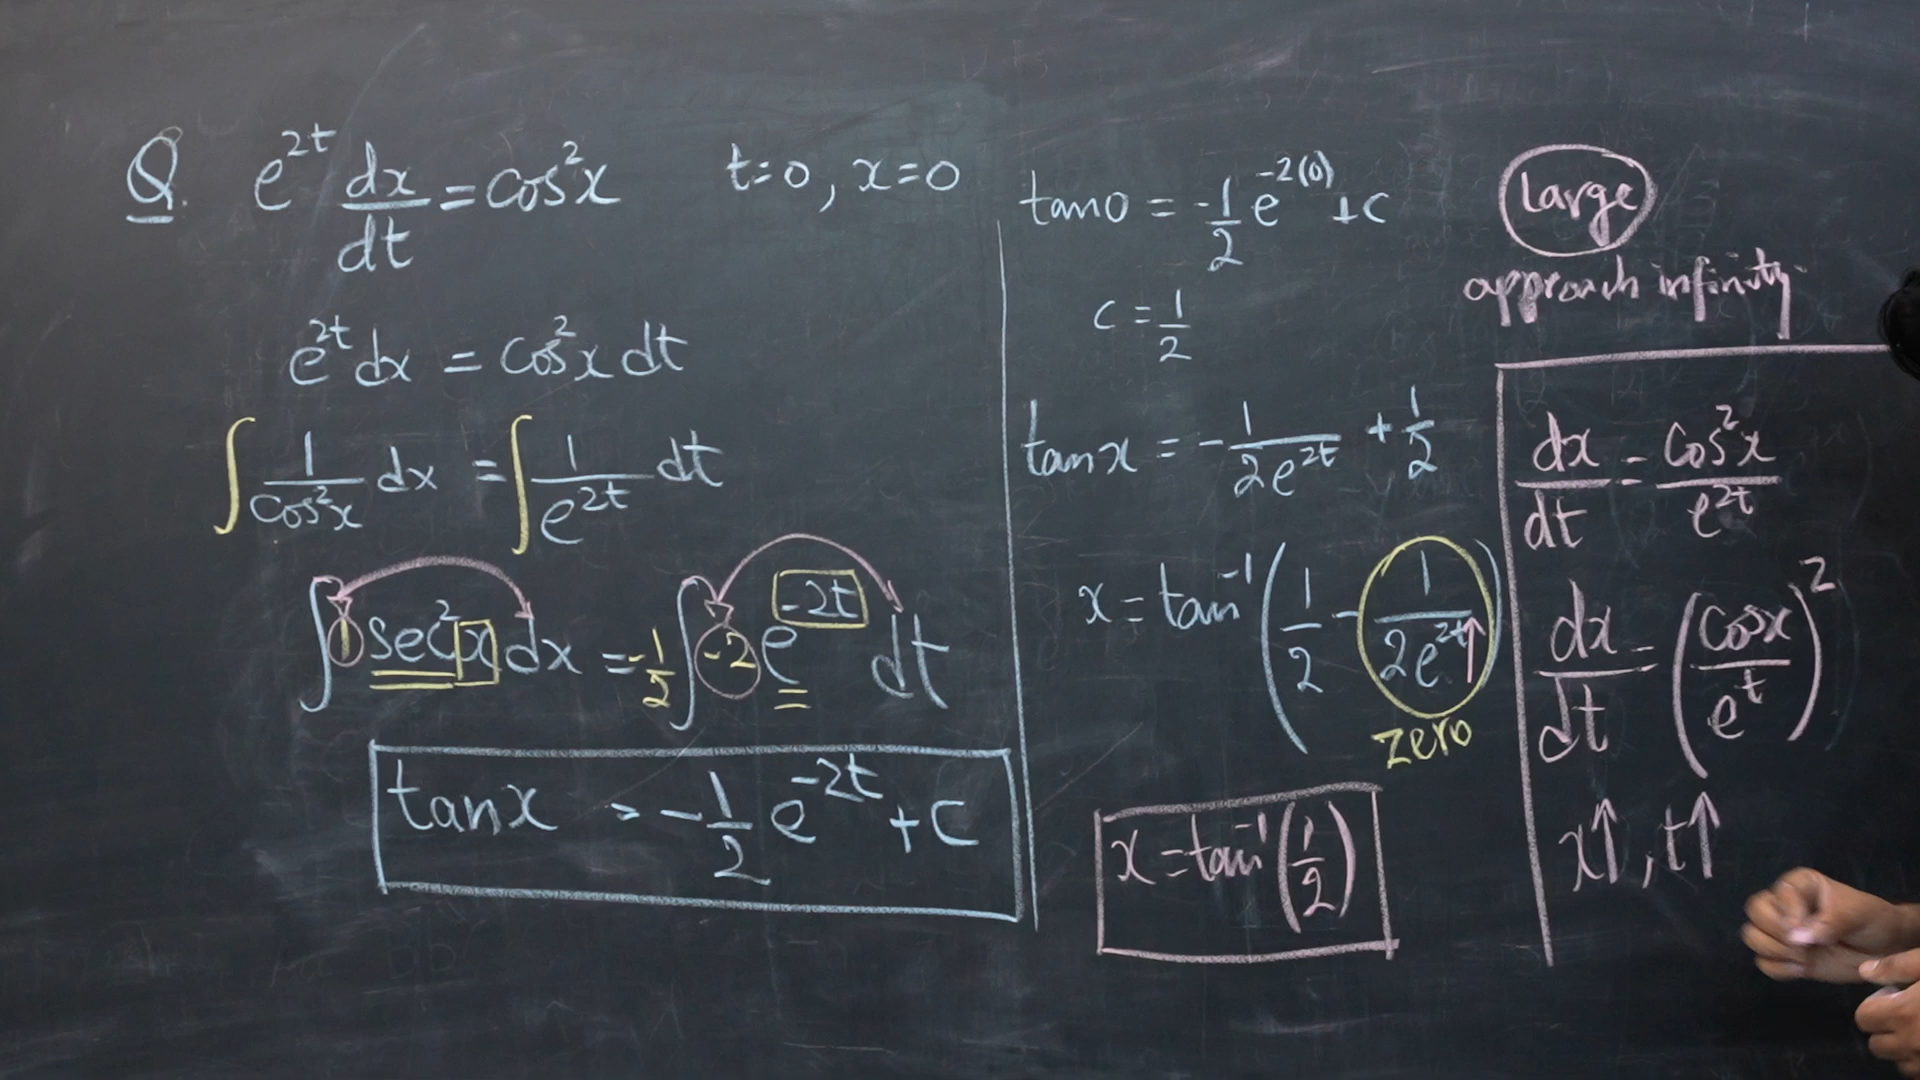 Q. e^{2t} dx/dt = cos²x t=0, x=0
e^{2t} dx = cos²x dt
∫ 1/cos²x dx = ∫ 1/e^{2t} dt
∫ 1 sec²x dx = -1/2 ∫ -2 e^{-2t} dt
tan x = -1/2 e^{-2t} + C
tan 0 = -1/2 e^{-2(0)} + C
C = 1/2
tan x = -1/2e^{2t} + 1/2
x = tan⁻¹(1/2 - 1/2e^{2t}↑)
zero
x = tan⁻¹(1/2)
large
approach infinity.
dx/dt = cos²x/e^{2t}
dx/dt = (cosx/e^t)²
x↑, t↑